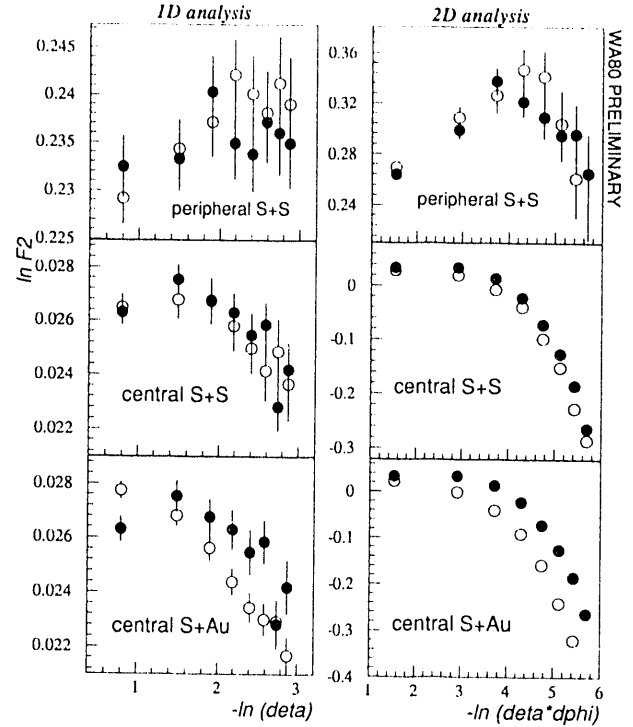 1D analysis
2D analysis
WA80 PRELIMINARY
ln F2
0.245
0.24
0.235
0.23
0.225
peripheral S+S
0.36
0.32
0.28
0.24
peripheral S+S
0.028
0.026
0.024
0.022
central S+S
0
-0.1
-0.2
-0.3
central S+S
0.028
0.026
0.024
0.022
central S+Au
0
-0.1
-0.2
-0.3
-0.4
central S+Au
1 2 3
-ln (deta)
1 2 3 4 5 6
-ln (deta*dphi)